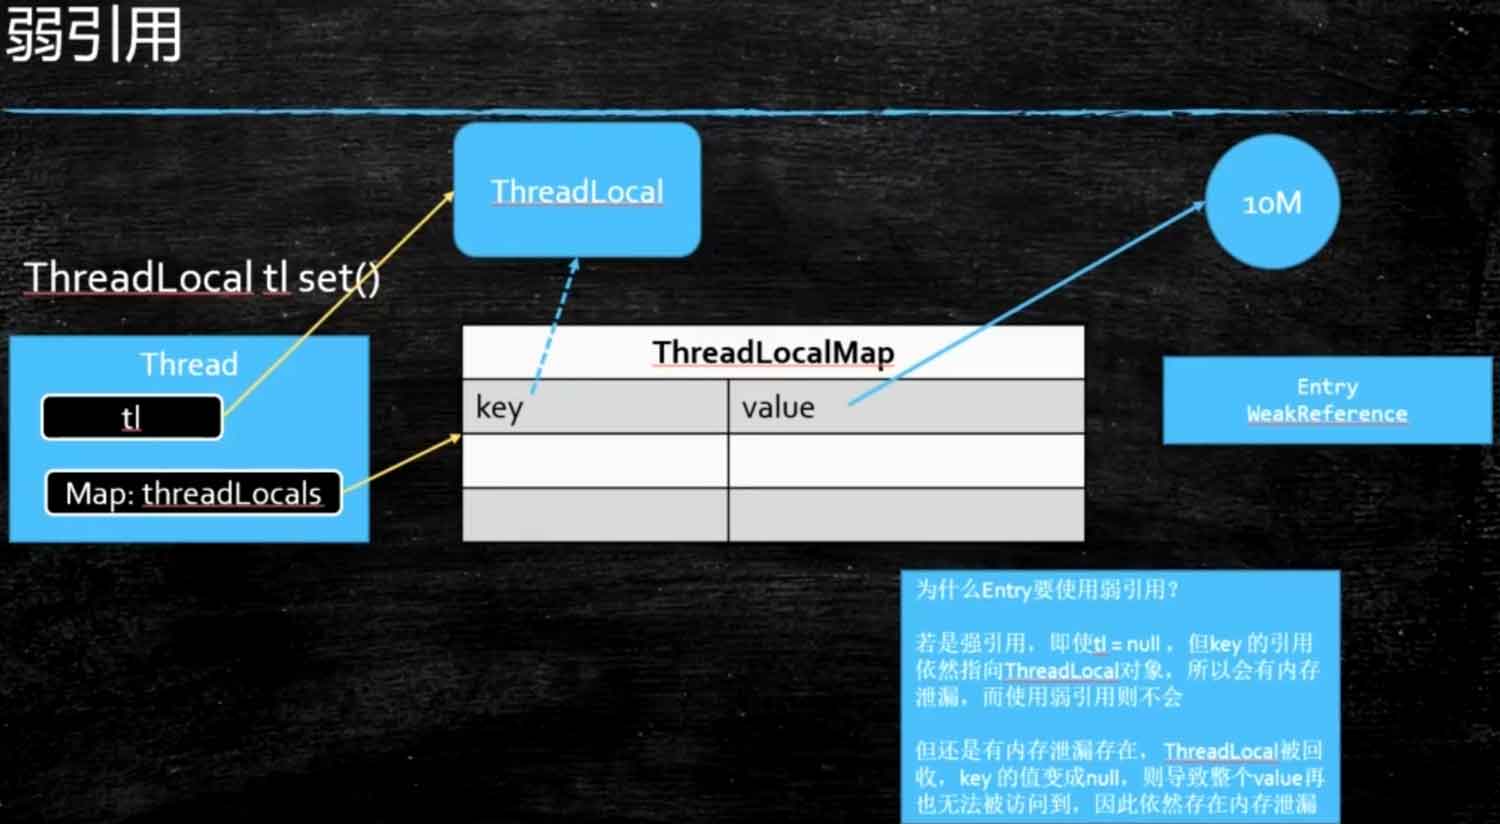 弱引用
ThreadLocal
10M
ThreadLocal tl set()
Thread
tl
Map: threadLocals
ThreadLocalMap
key
value
Entry
WeakReference
为什么Entry要使用弱引用?
若是强引用，即使tl = null ，但key 的引用
依然指向ThreadLocal对象，所以会有内存
泄漏，而使用弱引用则不会
但还是有内存泄漏存在， ThreadLocal被回
收，key 的值变成null，则导致整个value再
也无法被访问到，因此依然存在内存泄漏